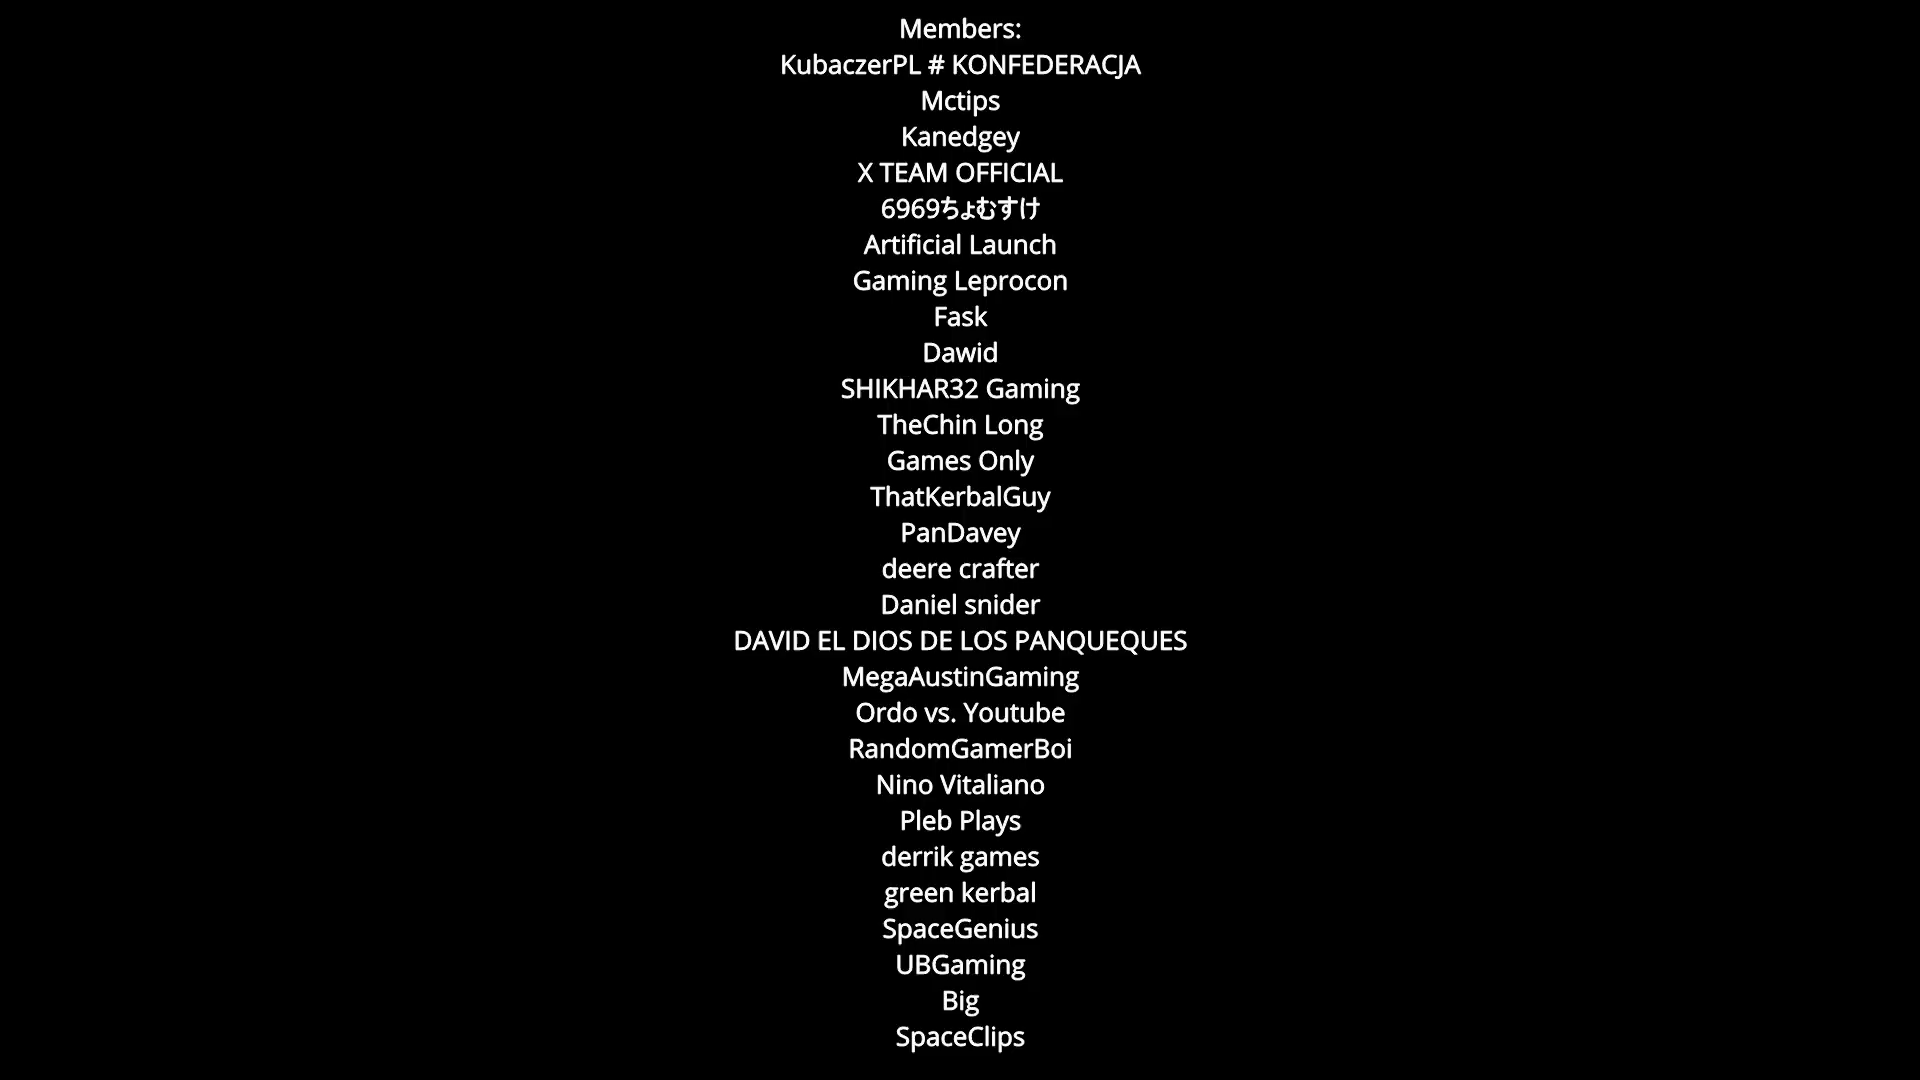 Members:
KubaczerPL # KONFEDERACJA
Mctips
Kanedgey
X TEAM OFFICIAL
6969ちょむすけ
Artificial Launch
Gaming Leprocon
Fask
Dawid
SHIKHAR32 Gaming
TheChin Long
Games Only
ThatKerbalGuy
PanDavey
deere crafter
Daniel snider
DAVID EL DIOS DE LOS PANQUEQUES
MegaAustinGaming
Ordo vs. Youtube
RandomGamerBoi
Nino Vitaliano
Pleb Plays
derrik games
green kerbal
SpaceGenius
UBGaming
Big
SpaceClips